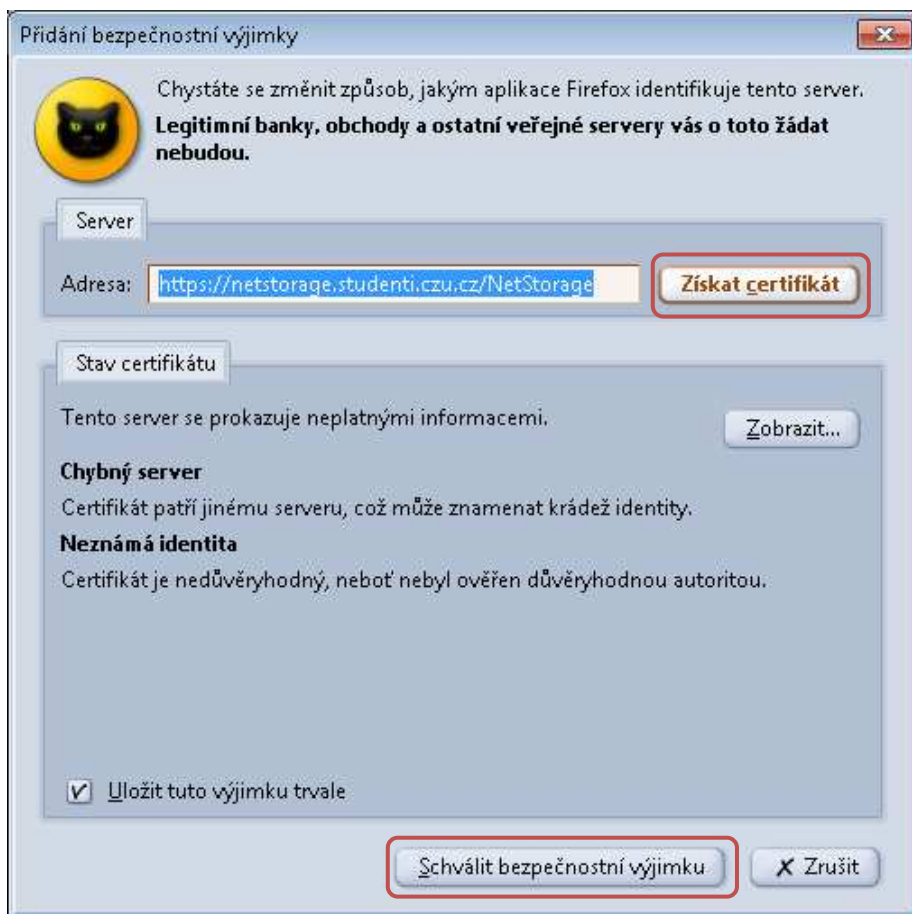 Přidání bezpečnostní výjimky
Chystáte se změnit způsob, jakým aplikace Firefox identifikuje tento server.
Legitimní banky, obchody a ostatní veřejné servery vás o toto žádat
nebudou.
Server
Adresa: https://netstorage.studenti.czu.cz/NetStorage Získat certifikát
Stav certifikátu
Tento server se prokazuje neplatnými informacemi. Zobrazit...
Chybný server
Certifikát patří jinému serveru, což může znamenat krádež identity.
Neznámá identita
Certifikát je nedůvěryhodný, neboť nebyl ověřen důvěryhodnou autoritou.
Uložit tuto výjimku trvale
Schválit bezpečnostní výjimku Zrušit